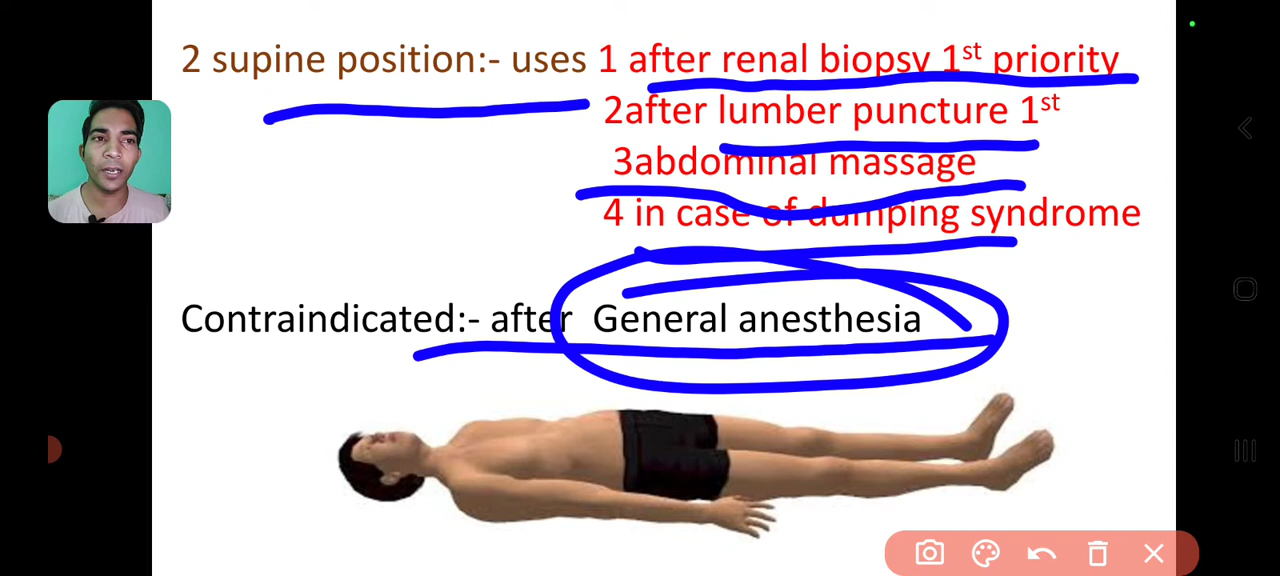 2 supine position:- uses 1 after renal biopsy 1st priority
2after lumber puncture 1st
3abdominal massage
4 in case of dumping syndrome
Contraindicated:- after General anesthesia